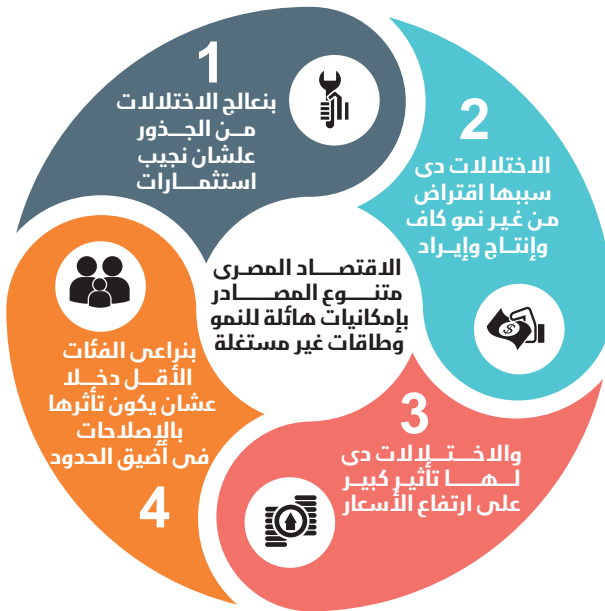 1
بنعالج الاختلالات
من الجذور
علشان نجيب
استثمارات
2
الاختلالات دى
سببها اقتراض
من غير نمو كاف
وإنتاج وإيراد
الاقتصاد المصرى
متنوع المصادر
بإمكانيات هائلة للنمو
وطاقات غير مستغلة
3
والاختلالات دى
لها تأثير كبير
على ارتفاع الأسعار
بنراعى الفئات
الأقل دخلا
عشان يكون تأثرها
بالإصلاحات
فى أضيق الحدود
4
$